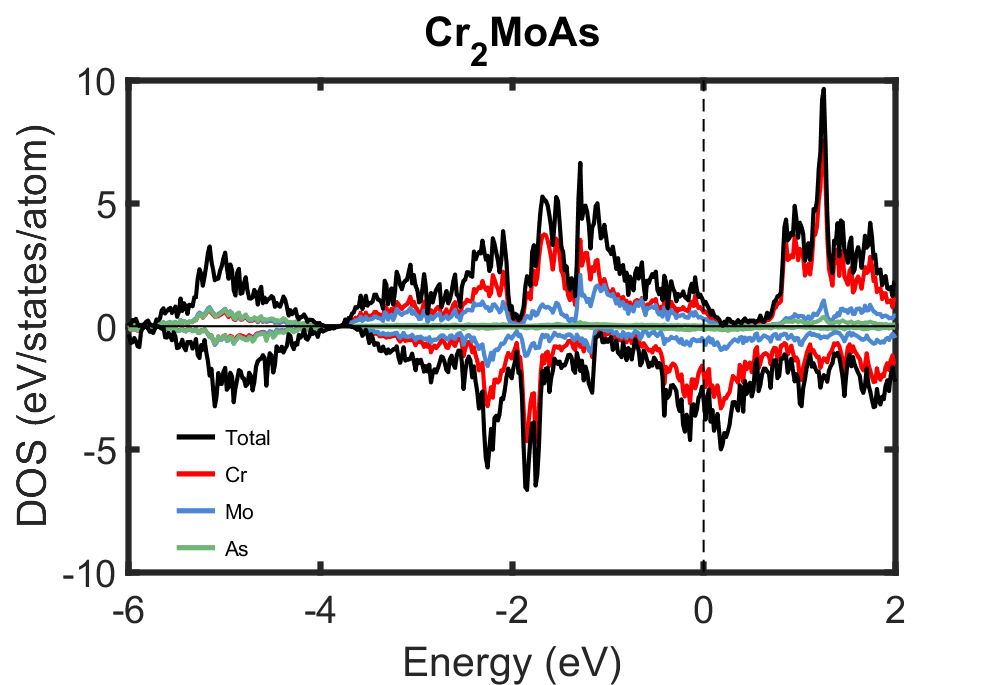 Cr2MoAs
DOS (eV/states/atom)
10
5
0
-5
-10
Total
Cr
Mo
As
-6 -4 -2 0 2
Energy (eV)